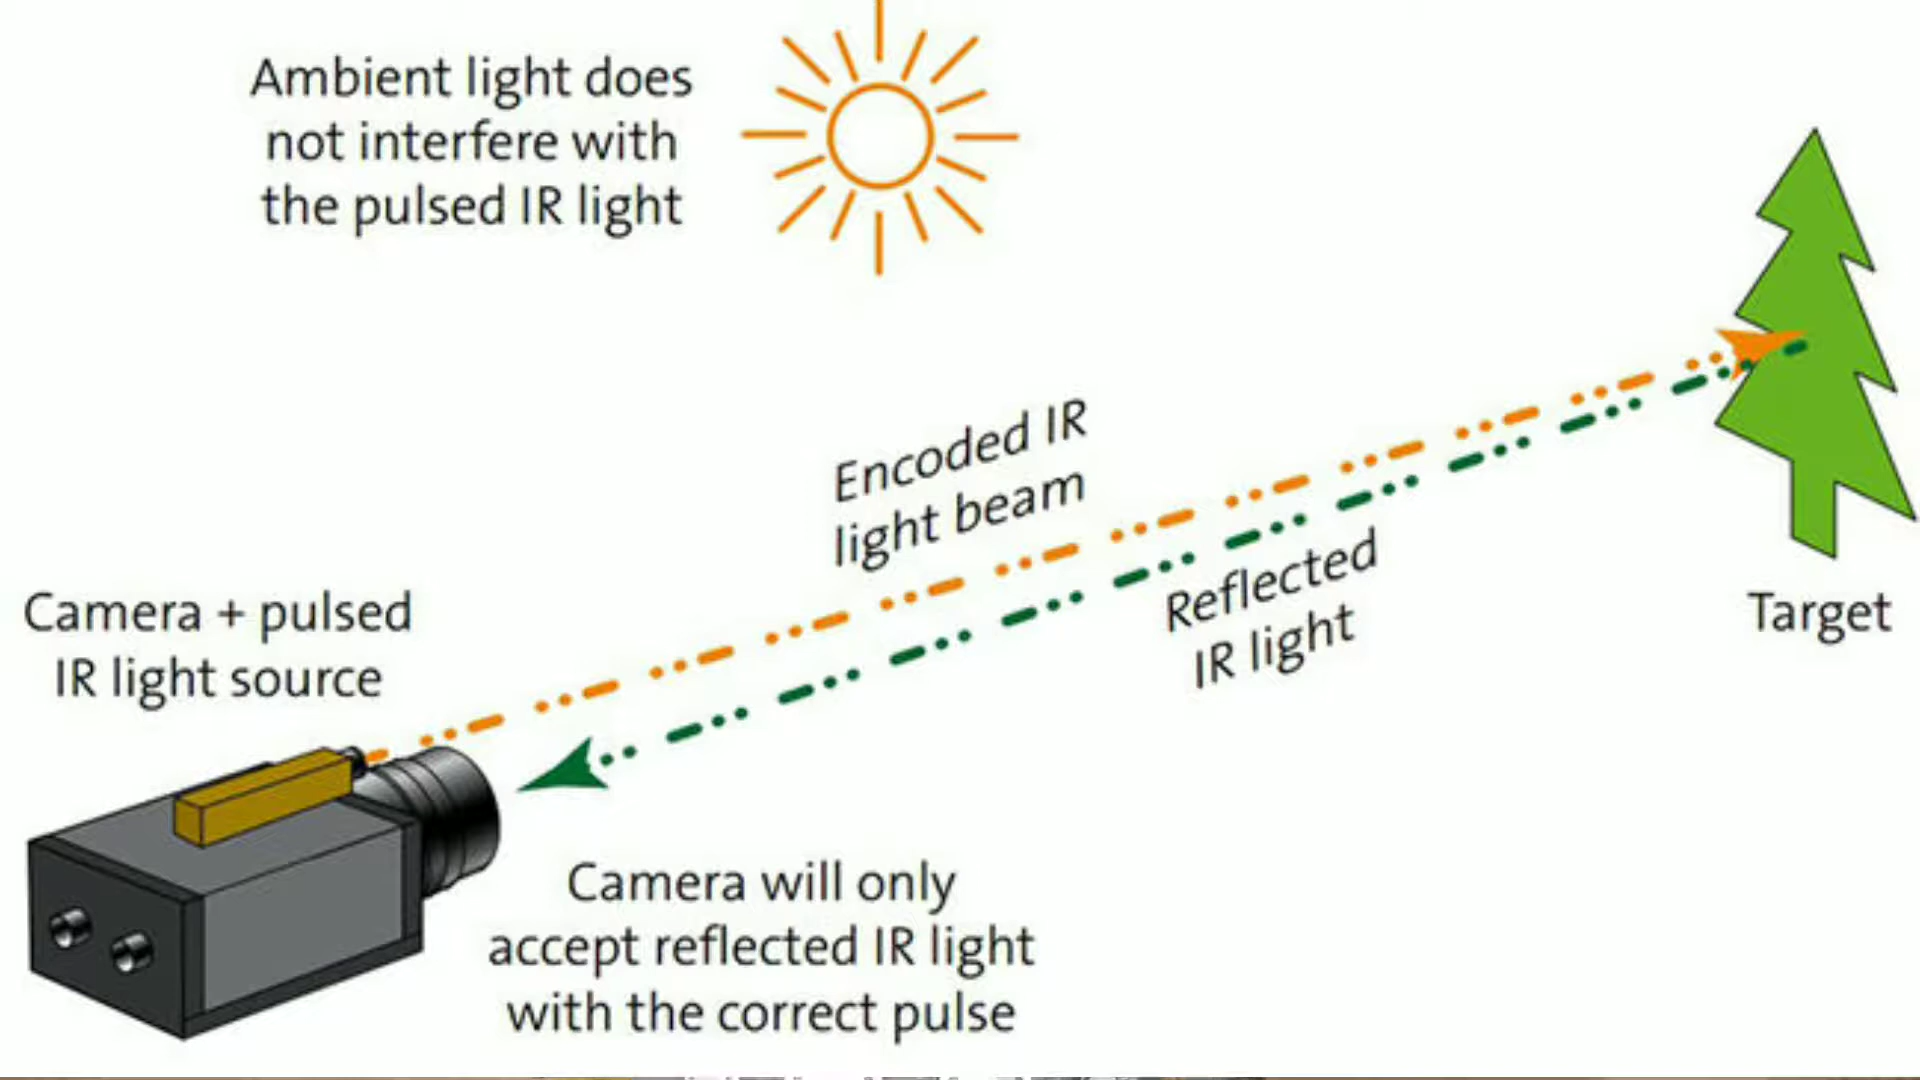 Ambient light does
not interfere with
the pulsed IR light
Encoded IR
light beam
Reflected
IR light
Camera + pulsed
IR light source
Target
Camera will only
accept reflected IR light
with the correct pulse